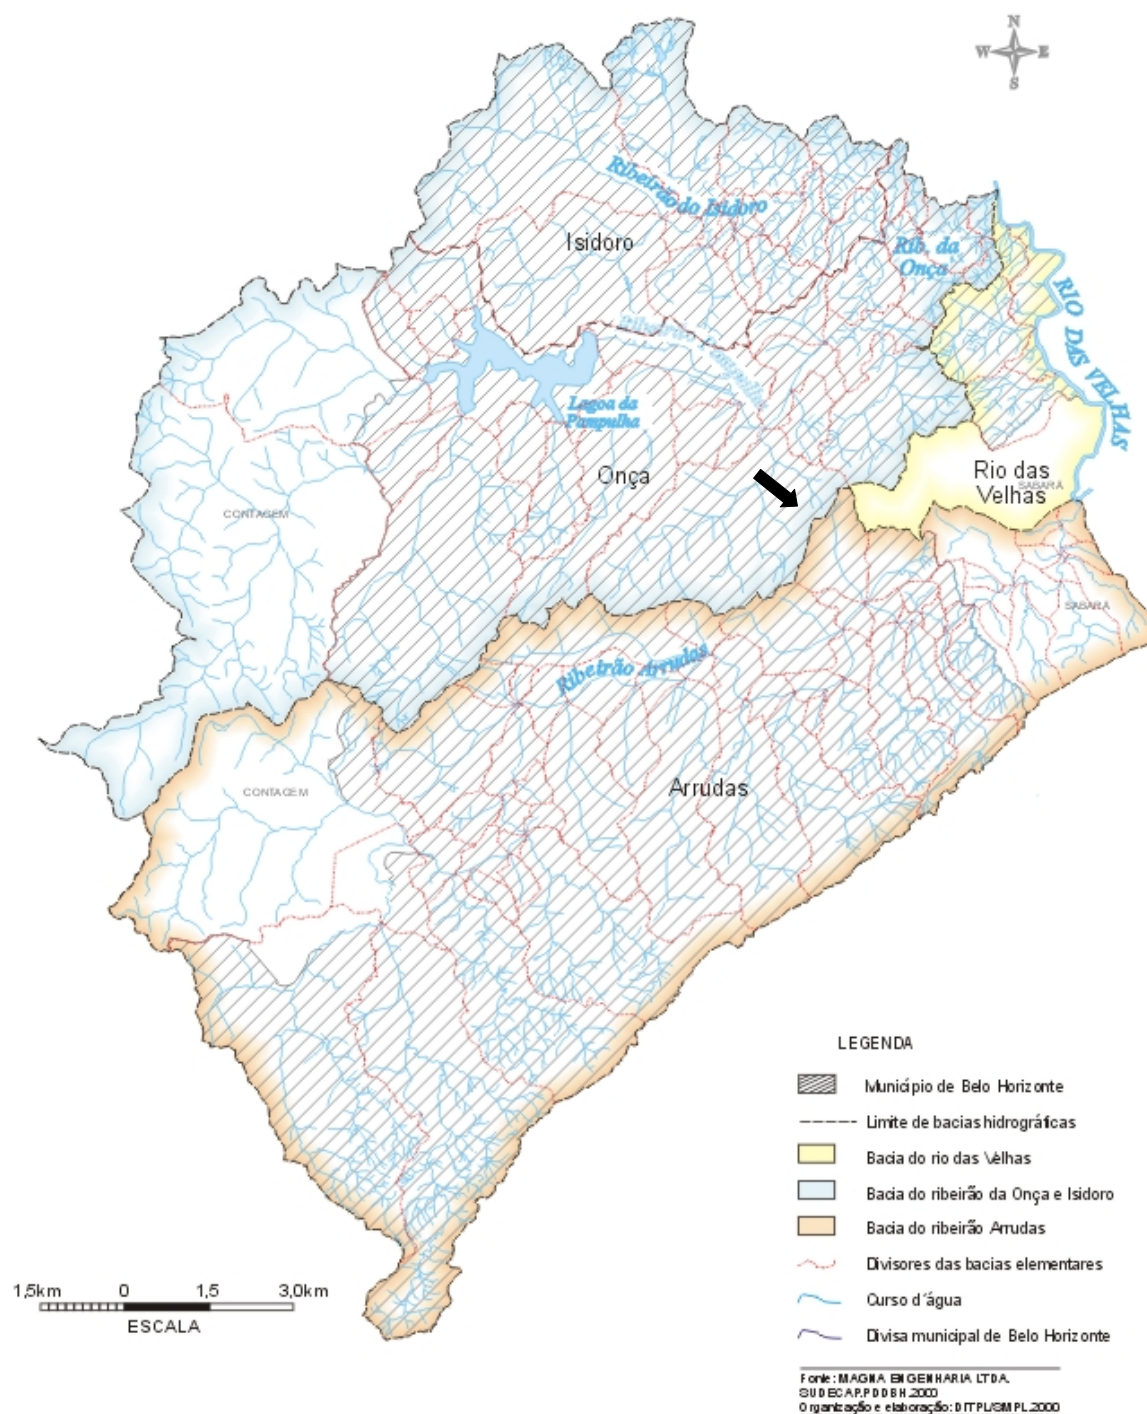 N
W E
S
Ribeirão do Isidoro
Isidoro
Rib. da
Onça
RIO DAS VELHAS
Lagoa da
Pampulha
Onça
Rio das
Velhas
SABARÁ
CONTAGEM
SABARÁ
Ribeirão Arrudas
Arrudas
CONTAGEM
LEGENDA
Município de Belo Horizonte
Limite de bacias hidrográficas
Bacia do rio das Velhas
Bacia do ribeirão da Onça e Isidoro
Bacia do ribeirão Arrudas
Divisores das bacias elementares
Curso d´água
Divisa municipal de Belo Horizonte
1,5km 0 1,5 3,0km
ESCALA
Fonte: MAGNA ENGENHARIA LTDA.
SUDECAP.PDDBH.2000
Organização e elaboração: DITPL/SMPL.2000